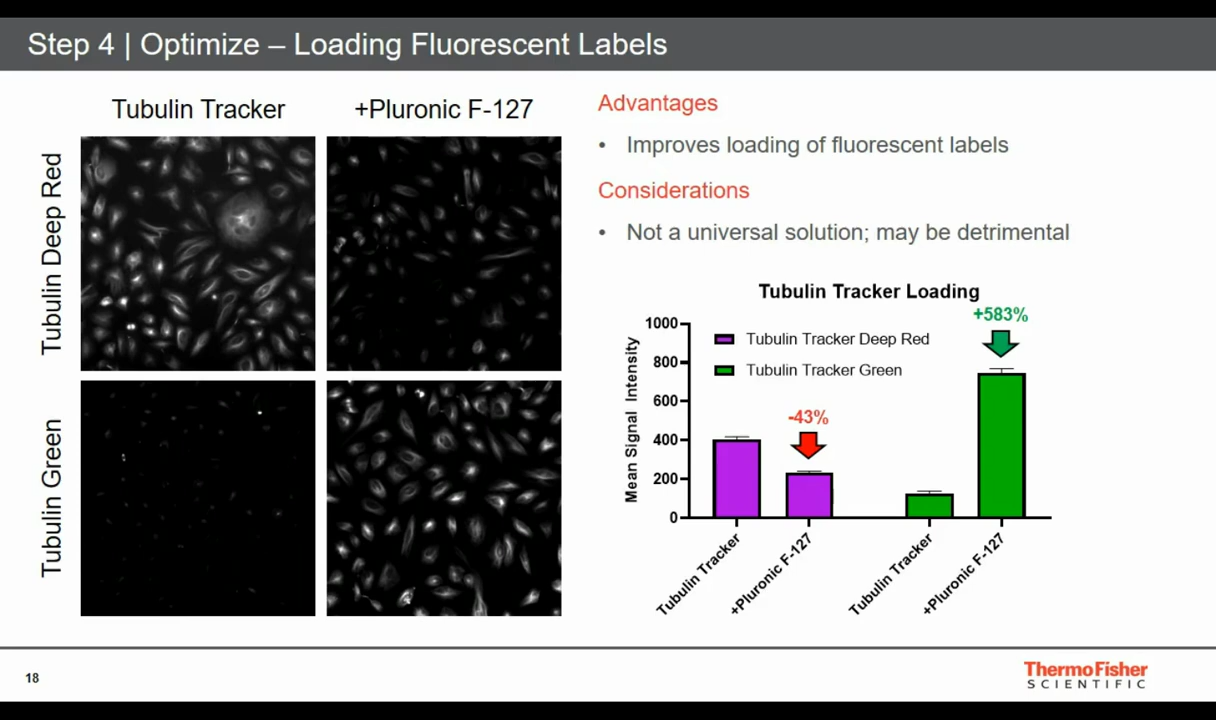 Step 4 | Optimize – Loading Fluorescent Labels
Tubulin Tracker
+Pluronic F-127
Tubulin Deep Red
Tubulin Green
Advantages
• Improves loading of fluorescent labels
Considerations
• Not a universal solution; may be detrimental
Tubulin Tracker Loading
+583%
-43%
Tubulin Tracker Deep Red
Tubulin Tracker Green
Mean Signal Intensity
1000
800
600
400
200
0
Tubulin Tracker
+Pluronic F-127
Tubulin Tracker
+Pluronic F-127
18
ThermoFisher
SCIENTIFIC